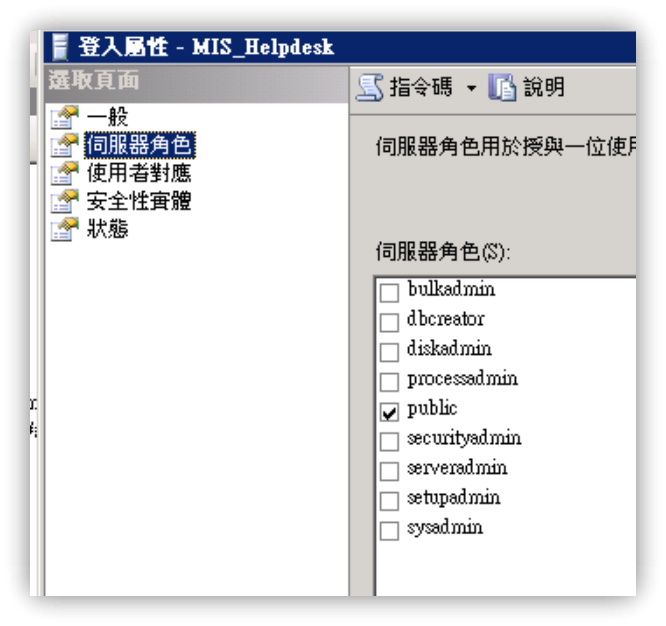 登入屬性 - MIS_Helpdesk
選取頁面
一般
伺服器角色
使用者對應
安全性實體
狀態
指令碼
說明
伺服器角色用於授與一位使
伺服器角色(S):
bulkadmin
dbcreator
diskadmin
processadmin
public
securityadmin
serveradmin
setupadmin
sysadmin